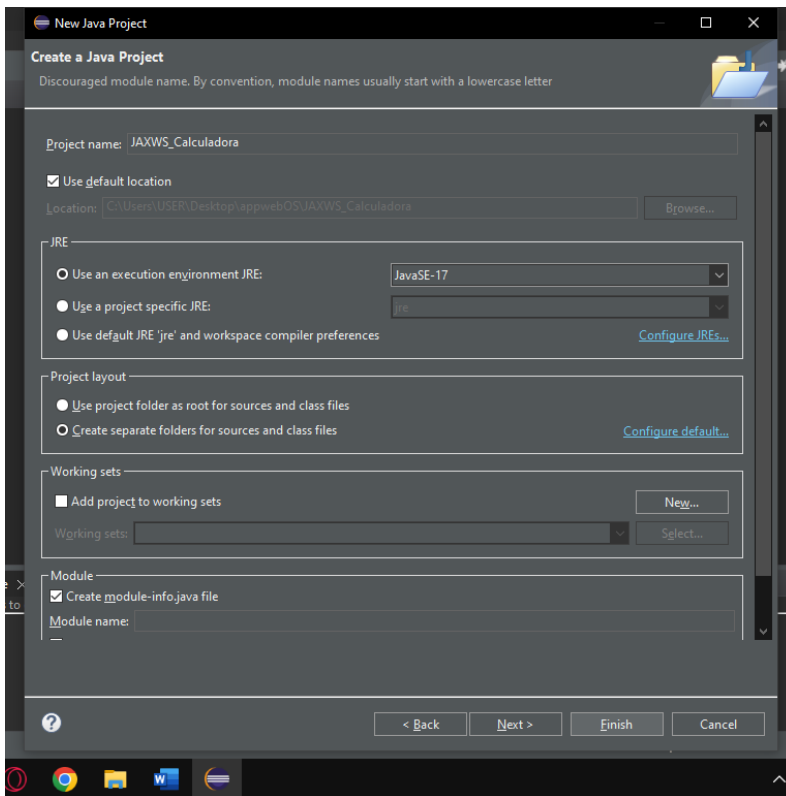 New Java Project
Create a Java Project
Discouraged module name. By convention, module names usually start with a lowercase letter
Project name: JAXWS_Calculadora
Use default location
Location: C:\Users\USER\Desktop\appwebOS\JAXWS_Calculadora Browse...
JRE
Use an execution environment JRE: JavaSE-17
Use a project specific JRE: jre
Use default JRE 'jre' and workspace compiler preferences Configure JREs...
Project layout
Use project folder as root for sources and class files
Create separate folders for sources and class files Configure default...
Working sets
Add project to working sets New...
Working sets: Select...
Module
Create module-info.java file
s to
Module name:
? < Back Next > Finish Cancel
W